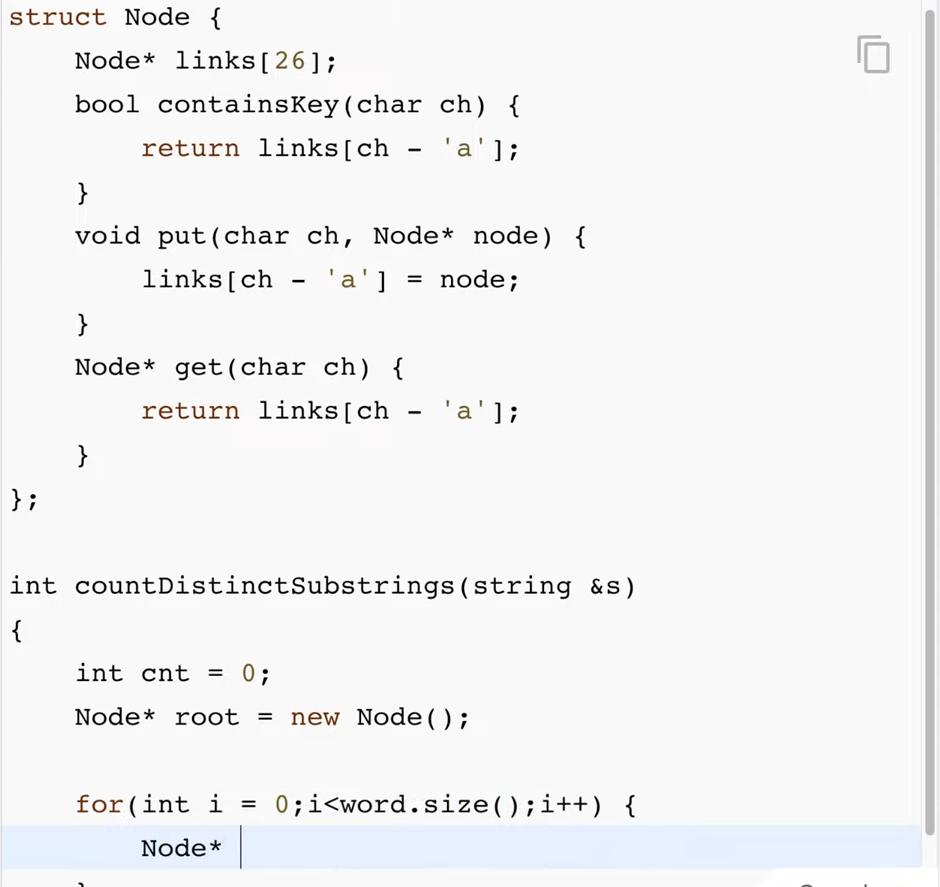 struct Node {
    Node* links[26];
    bool containsKey(char ch) {
        return links[ch - 'a'];
    }
    void put(char ch, Node* node) {
        links[ch - 'a'] = node;
    }
    Node* get(char ch) {
        return links[ch - 'a'];
    }
};

int countDistinctSubstrings(string &s)
{
    int cnt = 0;
    Node* root = new Node();

    for(int i = 0;i<word.size();i++) {
        Node*